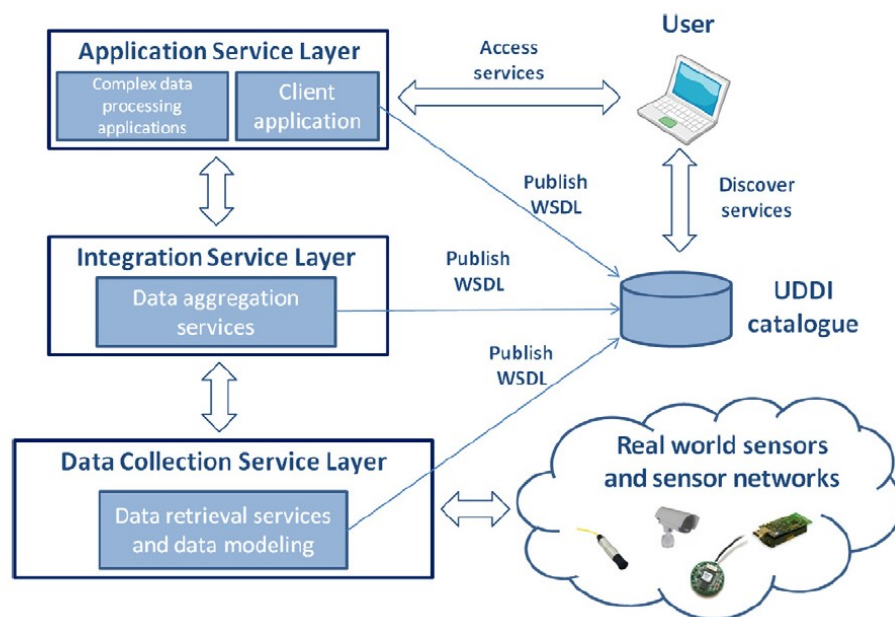 Application Service Layer
Complex data
processing
applications
Client
application
Access
services
User
Publish
WSDL
Discover
services
Integration Service Layer
Data aggregation
services
Publish
WSDL
UDDI
catalogue
Publish
WSDL
Data Collection Service Layer
Data retrieval services
and data modeling
Real world sensors
and sensor networks